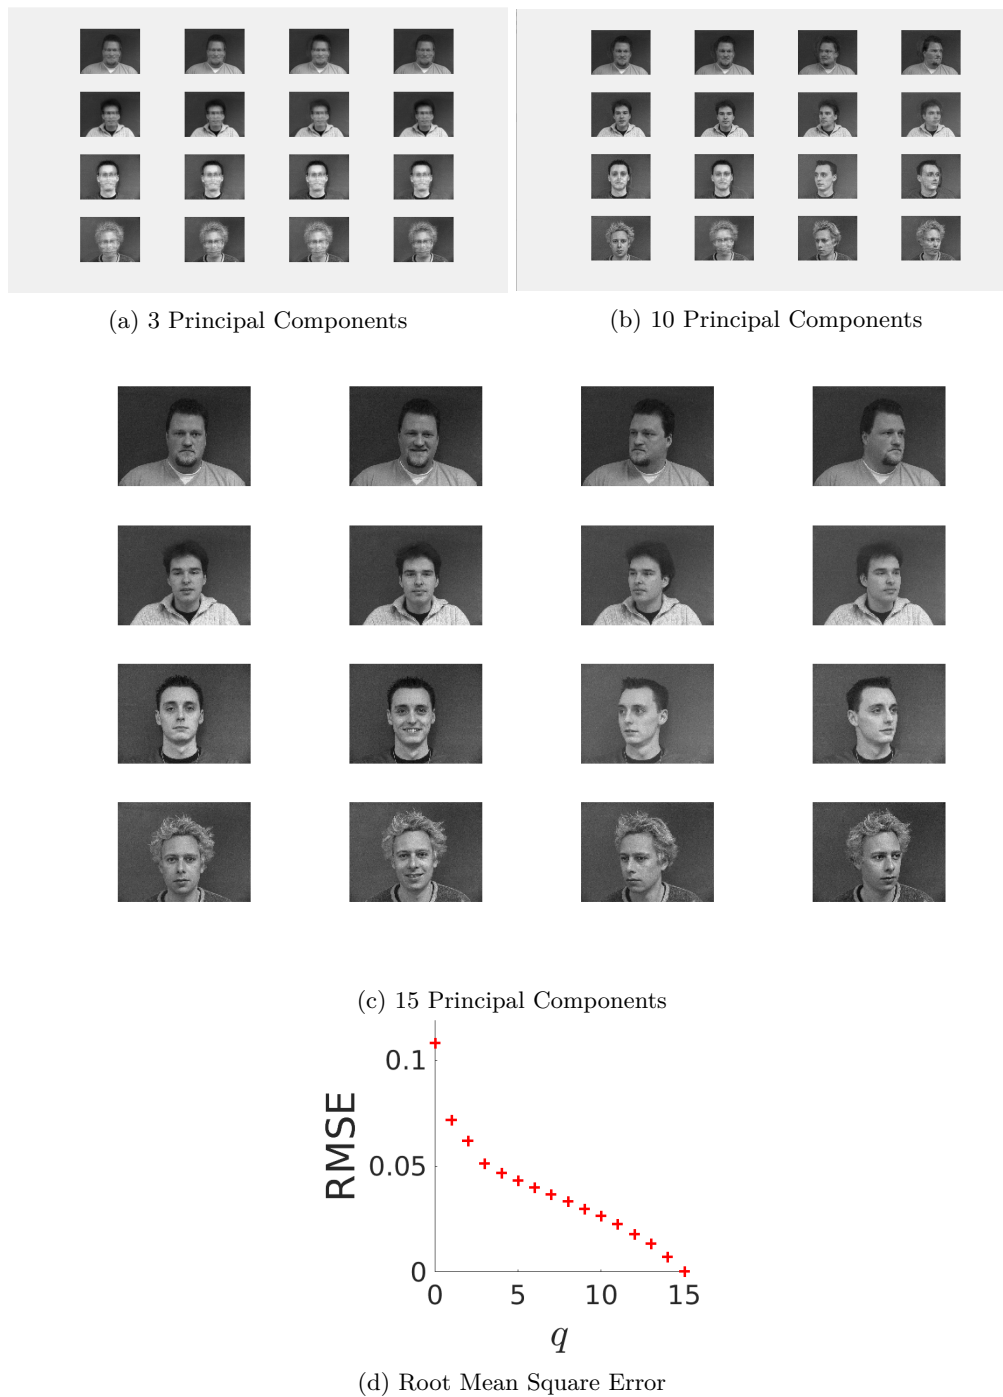 (a) 3 Principal Components
(b) 10 Principal Components
(c) 15 Principal Components
0.1
0.05
0
RMSE
0
5
10
15
q
(d) Root Mean Square Error